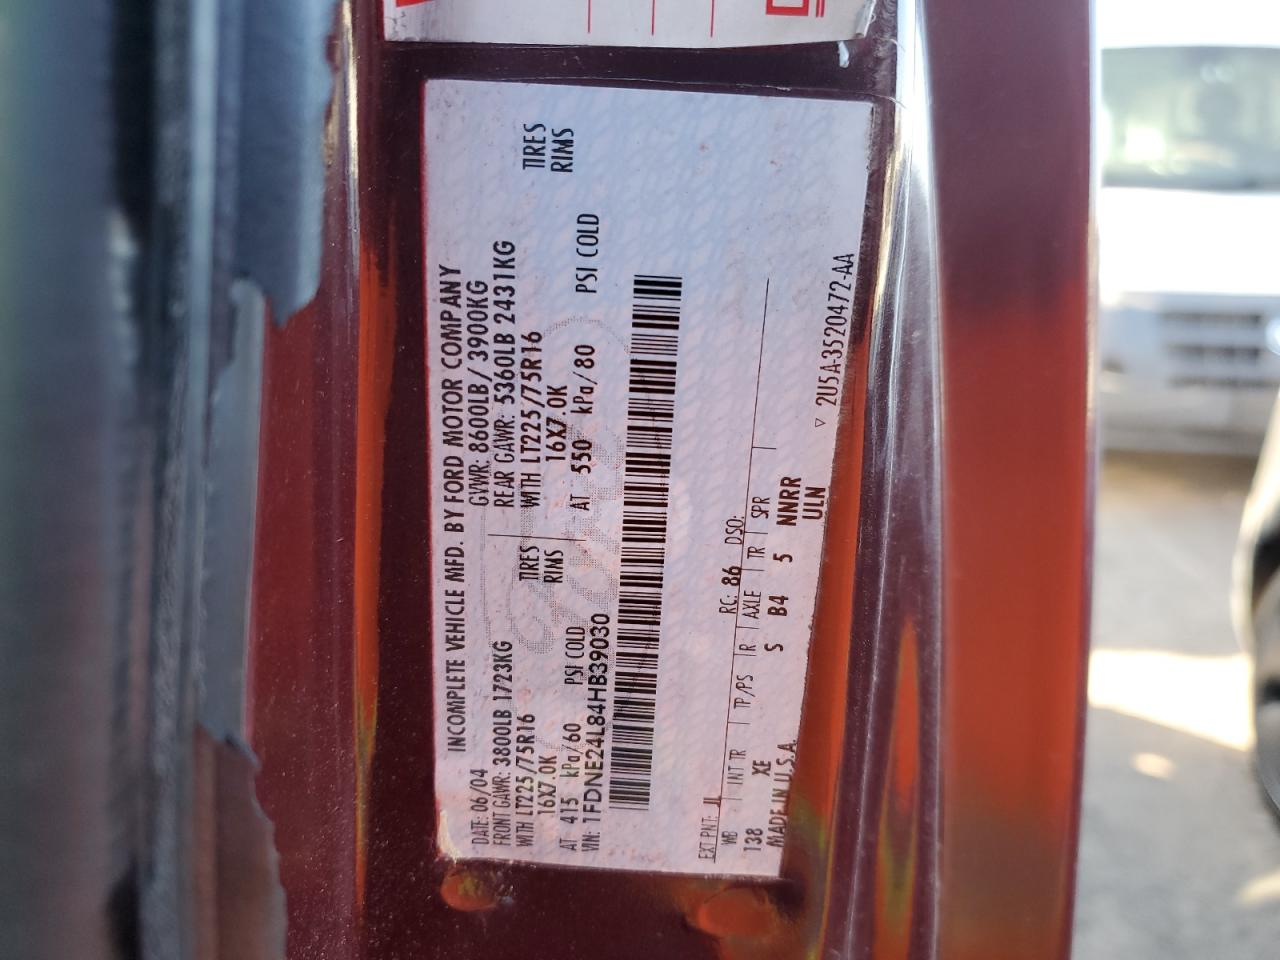 INCOMPLETE VEHICLE MFD. BY FORD MOTOR COMPANY
DATE: 06/04 GVWR: 8600LB/3900KG
FRONT GAWR: 3800LB 1723KG REAR GAWR: 5360LB 2431KG
WITH LT225/75R16 TIRES WITH LT225/75R16 TIRES
16X7.0K RIMS 16X7.0K RIMS
AT 415 kPa/60 PSI COLD AT 550 kPa/80 PSI COLD
VIN: 1FDNE24L84HB39030
EXT PNT: JL RC: 86 DSO:
WB INT TR TP/PS R AXLE TR SPR
138 XE S B4 5 NNRR
MADE IN U.S.A. ULN
▽ 2U5A-3520472-AA